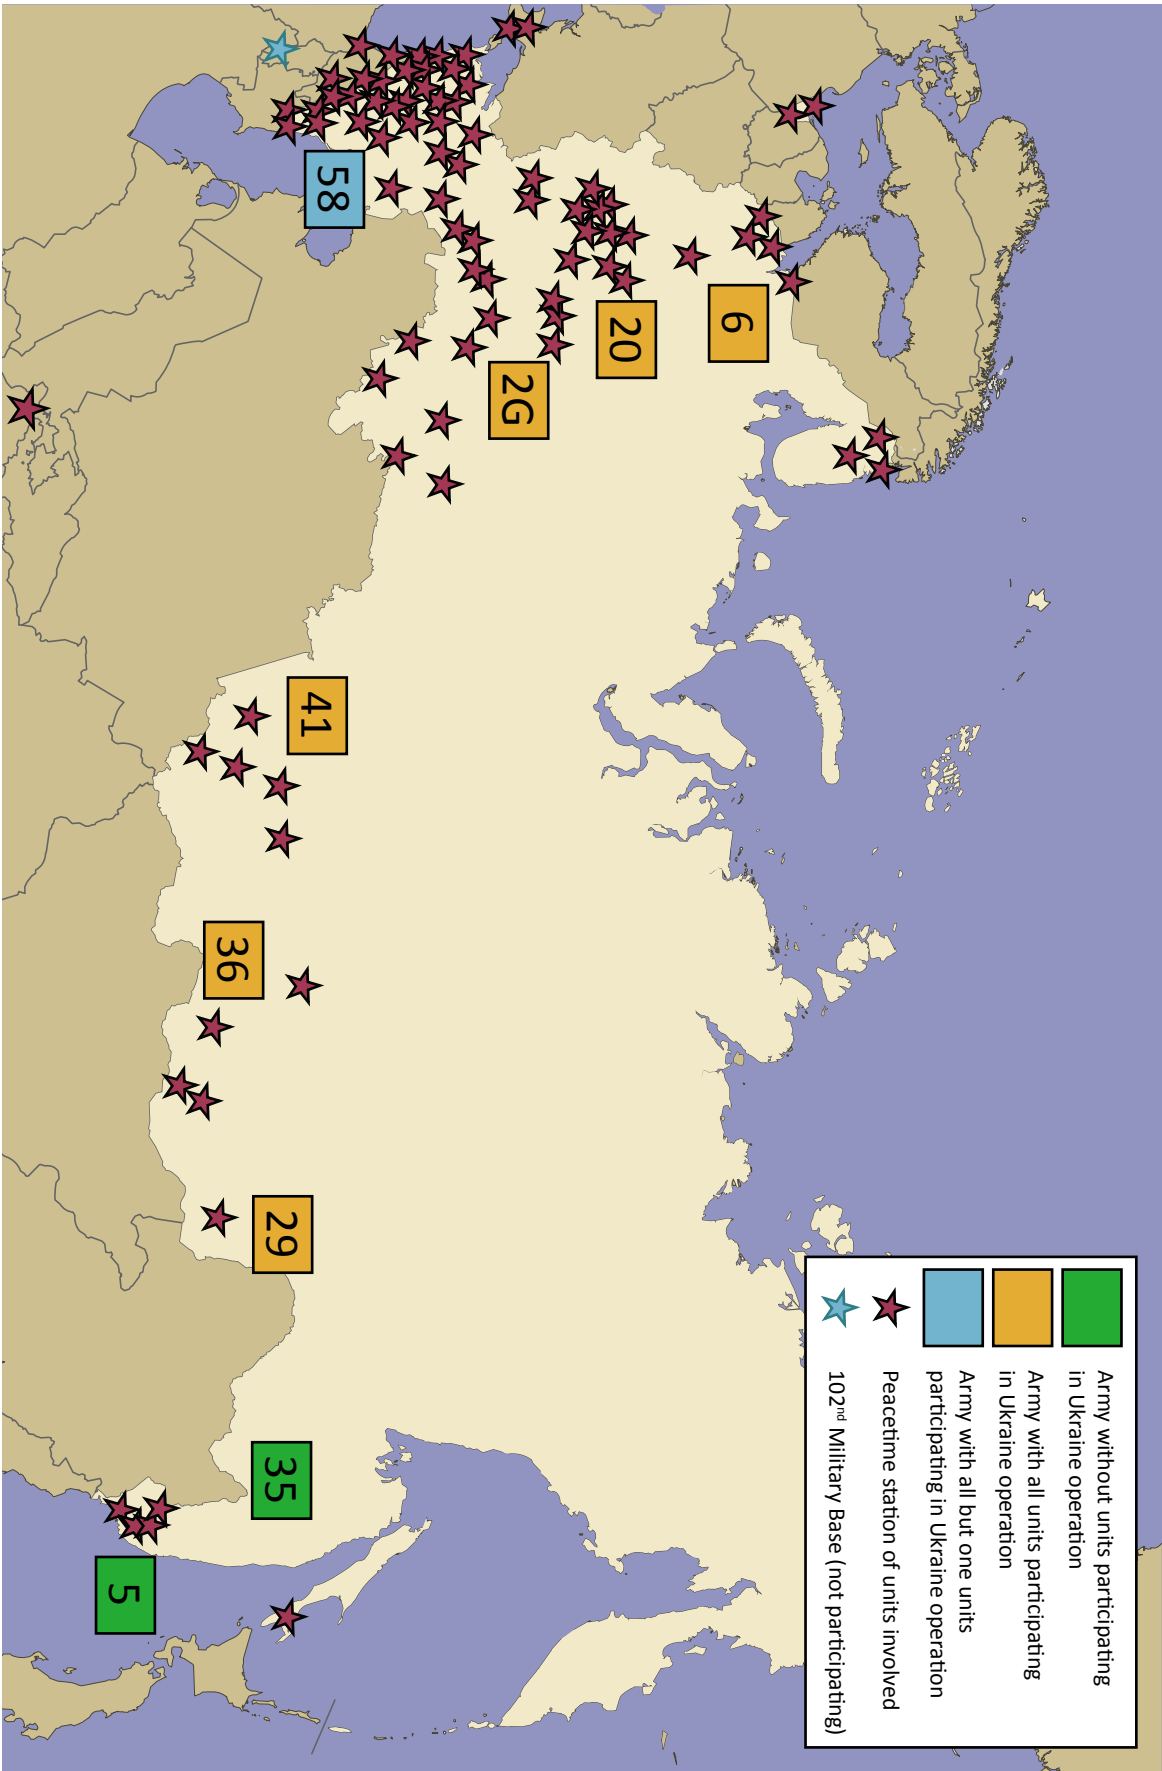 Army without units participating
in Ukraine operation
Army with all units participating
in Ukraine operation
Army with all but one units
participating in Ukraine operation
Peacetime station of units involved
102nd Military Base (not participating)
6
20
2G
58
41
36
29
35
5